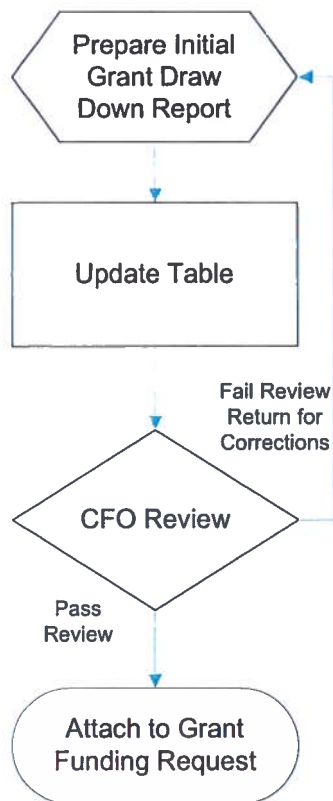 Prepare Initial
Grant Draw
Down Report
Update Table
Fail Review
Return for
Corrections
CFO Review
Pass
Review
Attach to Grant
Funding Request